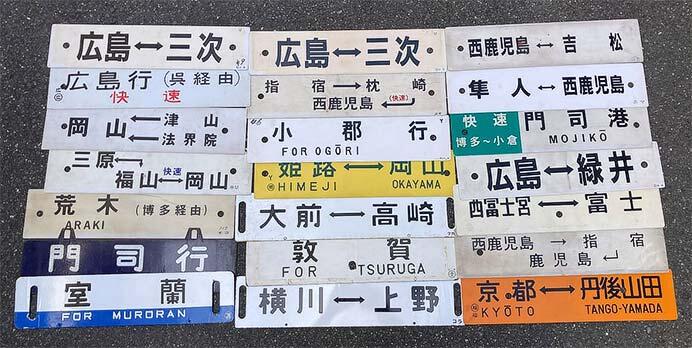 広島↔三次
広島行(呉経由)
快速
岡山
津山
法界院
三原
快速
福山↔岡山
荒木(博多経由)
ARAKI
門司行
室蘭
FOR MURORAN
広島↔三次
指宿↔枕崎
西鹿児島
(快速)
小郡行
FOR OGŌRI
姫路↔岡山
HIMEJI OKAYAMA
大前↔高崎
敦賀
FOR TSURUGA
横川↔上野
西鹿児島↔吉松
隼人↔西鹿児島
快速
博多~小倉
門司港
MOJIKŌ
広島↔緑井
西富士宮↔富士
西鹿児島→指宿
鹿児島
京都↔丹後山田
KYŌTO TANGO-YAMADA